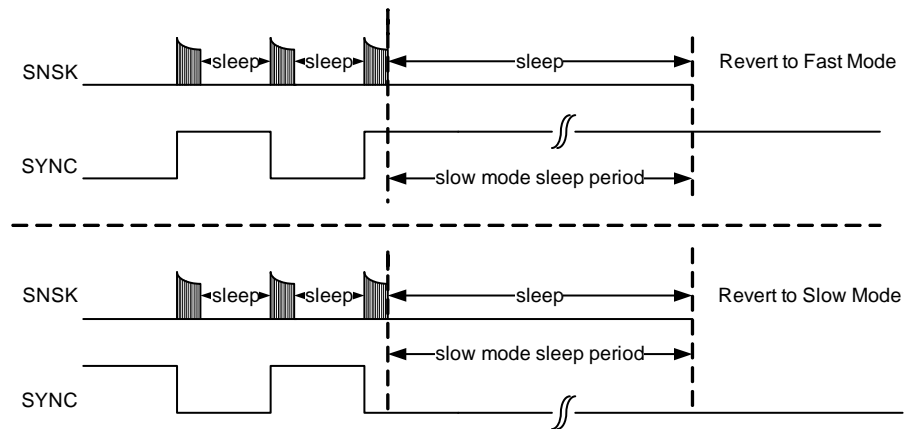 sleep sleep sleep Revert to Fast Mode
SNSK
SYNC
slow mode sleep period
SNSK sleep sleep sleep Revert to Slow Mode
slow mode sleep period
SYNC